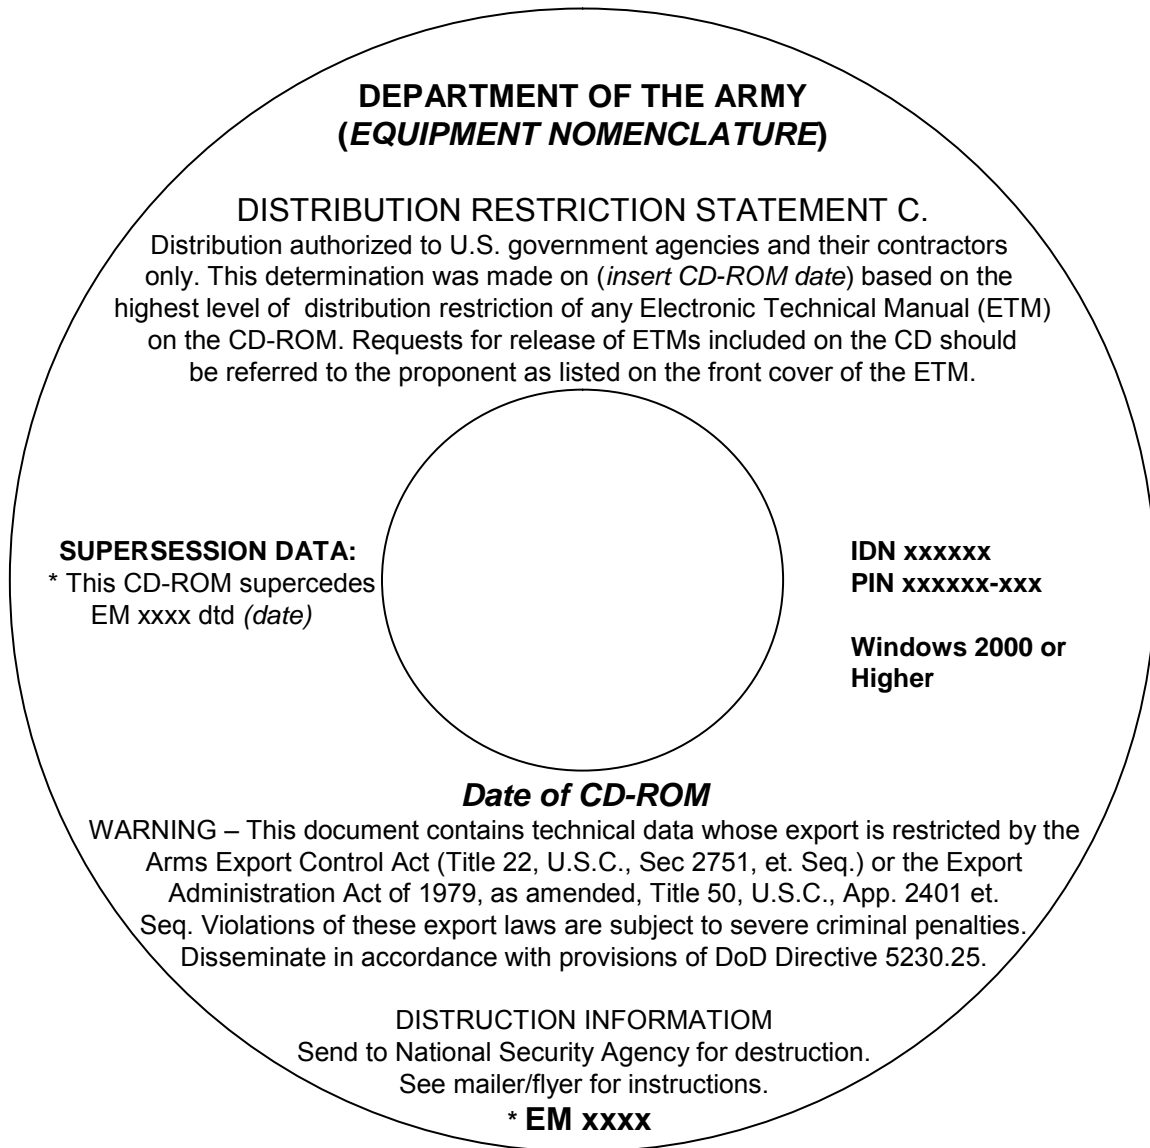 DEPARTMENT OF THE ARMY
(EQUIPMENT NOMENCLATURE)
DISTRIBUTION RESTRICTION STATEMENT C.
Distribution authorized to U.S. government agencies and their contractors
only. This determination was made on (insert CD-ROM date) based on the
highest level of distribution restriction of any Electronic Technical Manual (ETM)
on the CD-ROM. Requests for release of ETMs included on the CD should
be referred to the proponent as listed on the front cover of the ETM.
SUPERSESSION DATA:
* This CD-ROM supercedes
EM xxxx dtd (date)
IDN xxxxxx
PIN xxxxxx-xxx
Windows 2000 or
Higher
Date of CD-ROM
WARNING – This document contains technical data whose export is restricted by the
Arms Export Control Act (Title 22, U.S.C., Sec 2751, et. Seq.) or the Export
Administration Act of 1979, as amended, Title 50, U.S.C., App. 2401 et.
Seq. Violations of these export laws are subject to severe criminal penalties.
Disseminate in accordance with provisions of DoD Directive 5230.25.
DISTRUCTION INFORMATIOM
Send to National Security Agency for destruction.
See mailer/flyer for instructions.
* EM xxxx